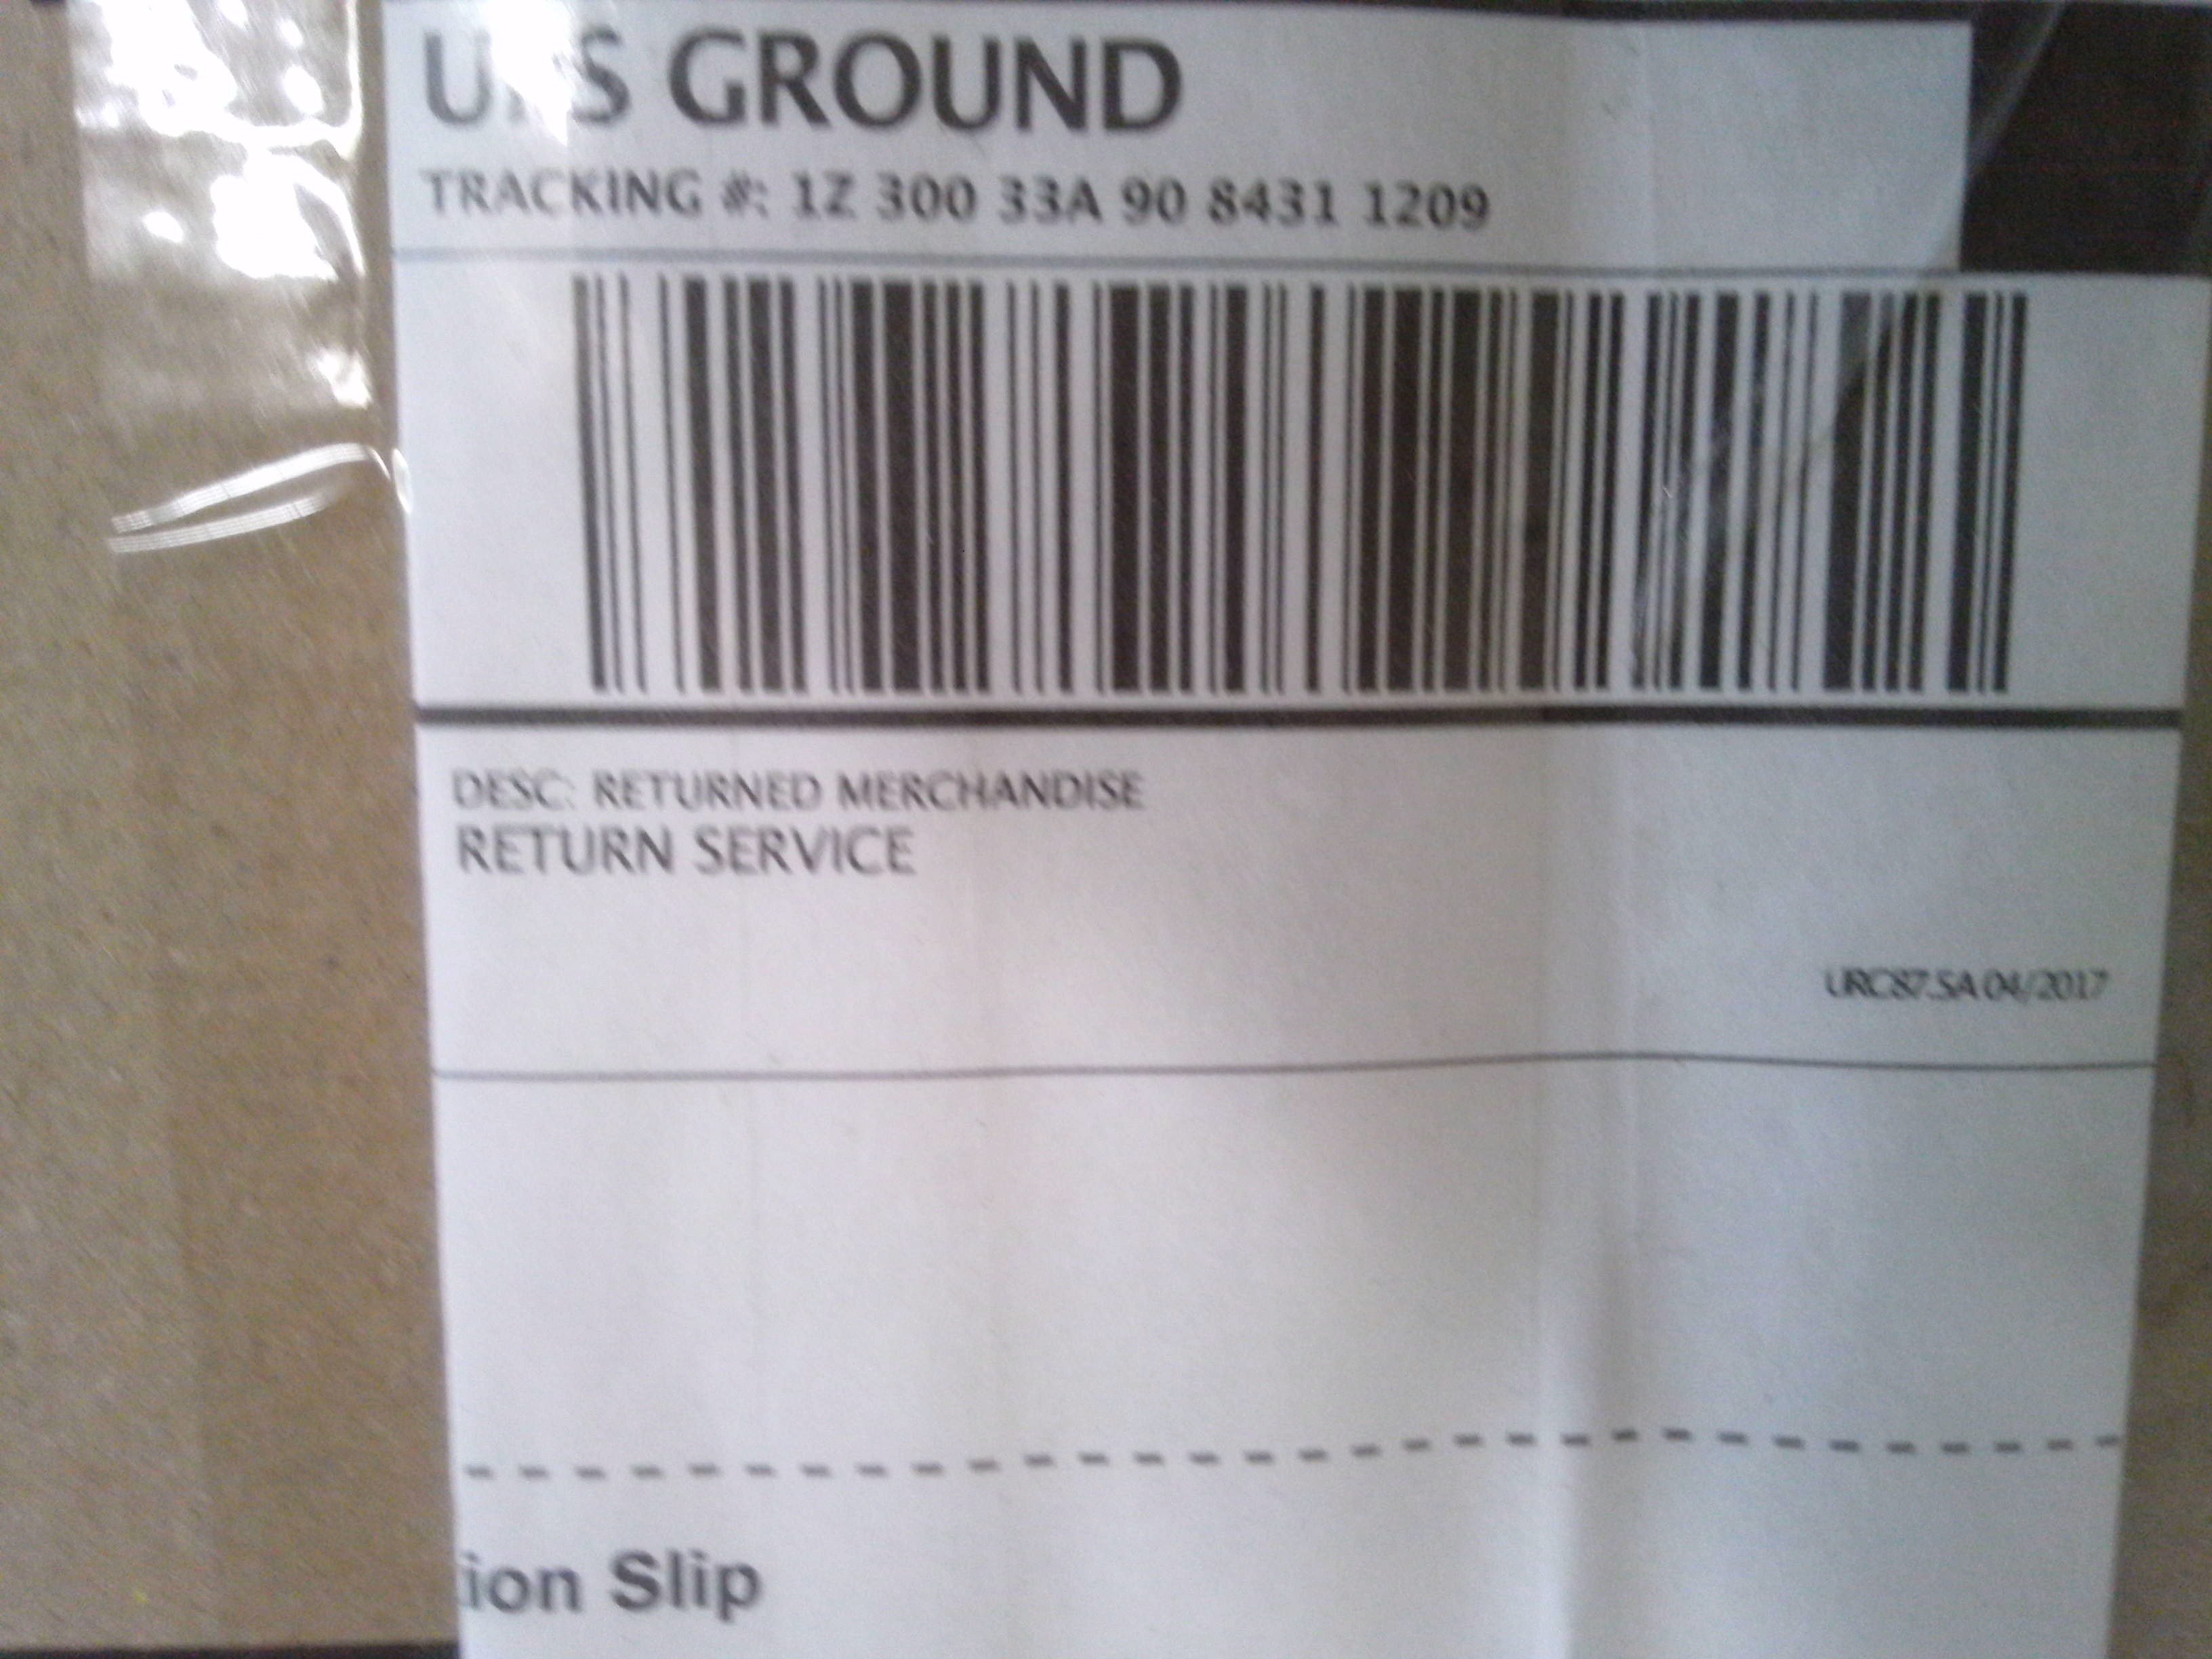 UPS GROUND
TRACKING #: 1Z 300 33A 90 8431 1209
DESC: RETURNED MERCHANDISE
RETURN SERVICE
URC87.5A 04/2017
ion Slip